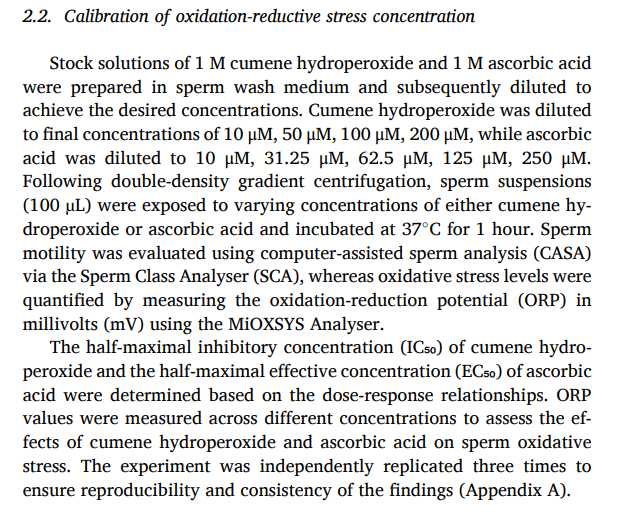 2.2. Calibration of oxidation-reductive stress concentration
Stock solutions of 1 M cumene hydroperoxide and 1 M ascorbic acid
were prepared in sperm wash medium and subsequently diluted to
achieve the desired concentrations. Cumene hydroperoxide was diluted
to final concentrations of 10 μM, 50 μM, 100 μM, 200 μM, while ascorbic
acid was diluted to 10 μM, 31.25 μM, 62.5 μM, 125 μM, 250 μM.
Following double-density gradient centrifugation, sperm suspensions
(100 μL) were exposed to varying concentrations of either cumene hy-
droperoxide or ascorbic acid and incubated at 37°C for 1 hour. Sperm
motility was evaluated using computer-assisted sperm analysis (CASA)
via the Sperm Class Analyser (SCA), whereas oxidative stress levels were
quantified by measuring the oxidation-reduction potential (ORP) in
millivolts (mV) using the MiOXSYS Analyser.
The half-maximal inhibitory concentration (IC₅₀) of cumene hydro-
peroxide and the half-maximal effective concentration (EC₅₀) of ascorbic
acid were determined based on the dose-response relationships. ORP
values were measured across different concentrations to assess the ef-
fects of cumene hydroperoxide and ascorbic acid on sperm oxidative
stress. The experiment was independently replicated three times to
ensure reproducibility and consistency of the findings (Appendix A).